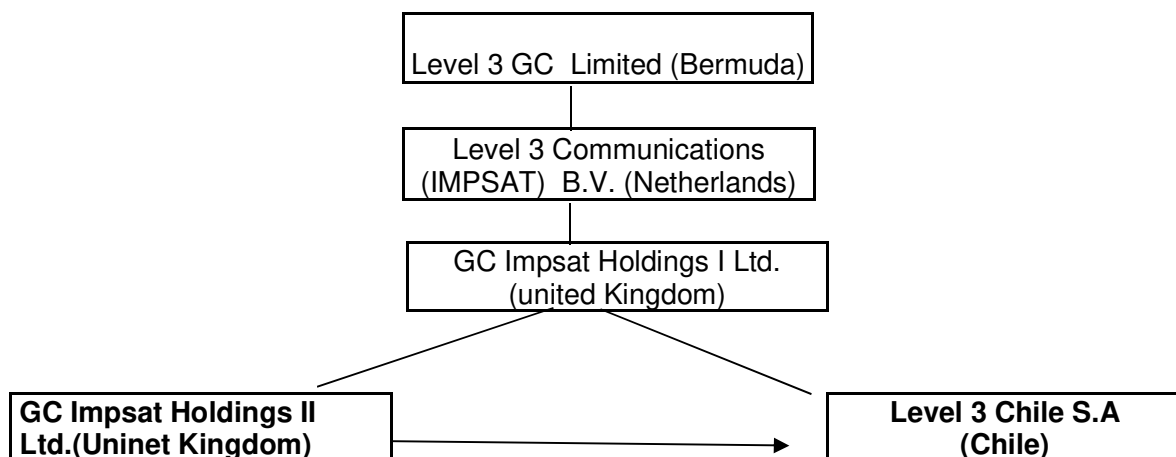 Level 3 GC  Limited (Bermuda)
Level 3 Communications
(IMPSAT)  B.V. (Netherlands)
GC Impsat Holdings I Ltd.
(united Kingdom)
GC Impsat Holdings II
Ltd.(Uninet Kingdom)
Level 3 Chile S.A
(Chile)